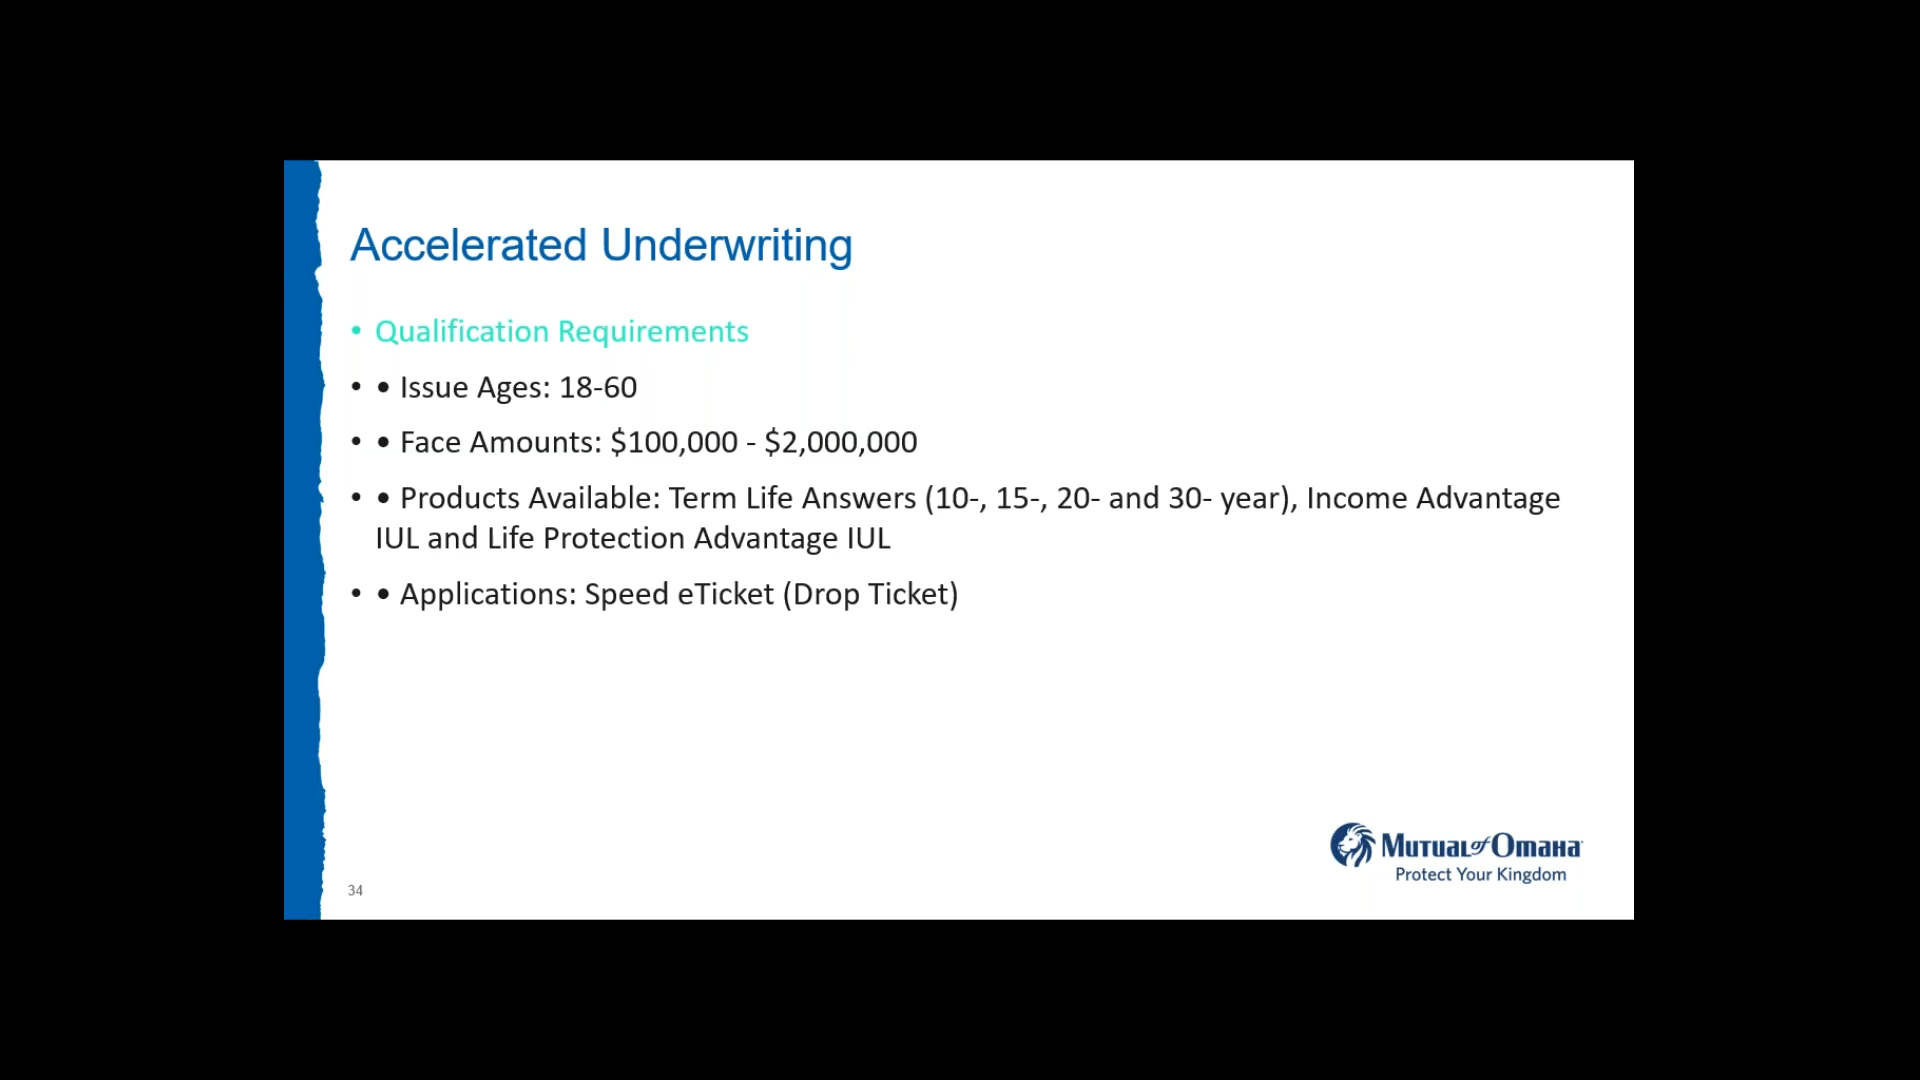 Accelerated Underwriting
• Qualification Requirements
• • Issue Ages: 18-60
• • Face Amounts: $100,000 - $2,000,000
• • Products Available: Term Life Answers (10-, 15-, 20- and 30- year), Income Advantage
IUL and Life Protection Advantage IUL
• • Applications: Speed eTicket (Drop Ticket)
Mutual of Omaha
Protect Your Kingdom
34